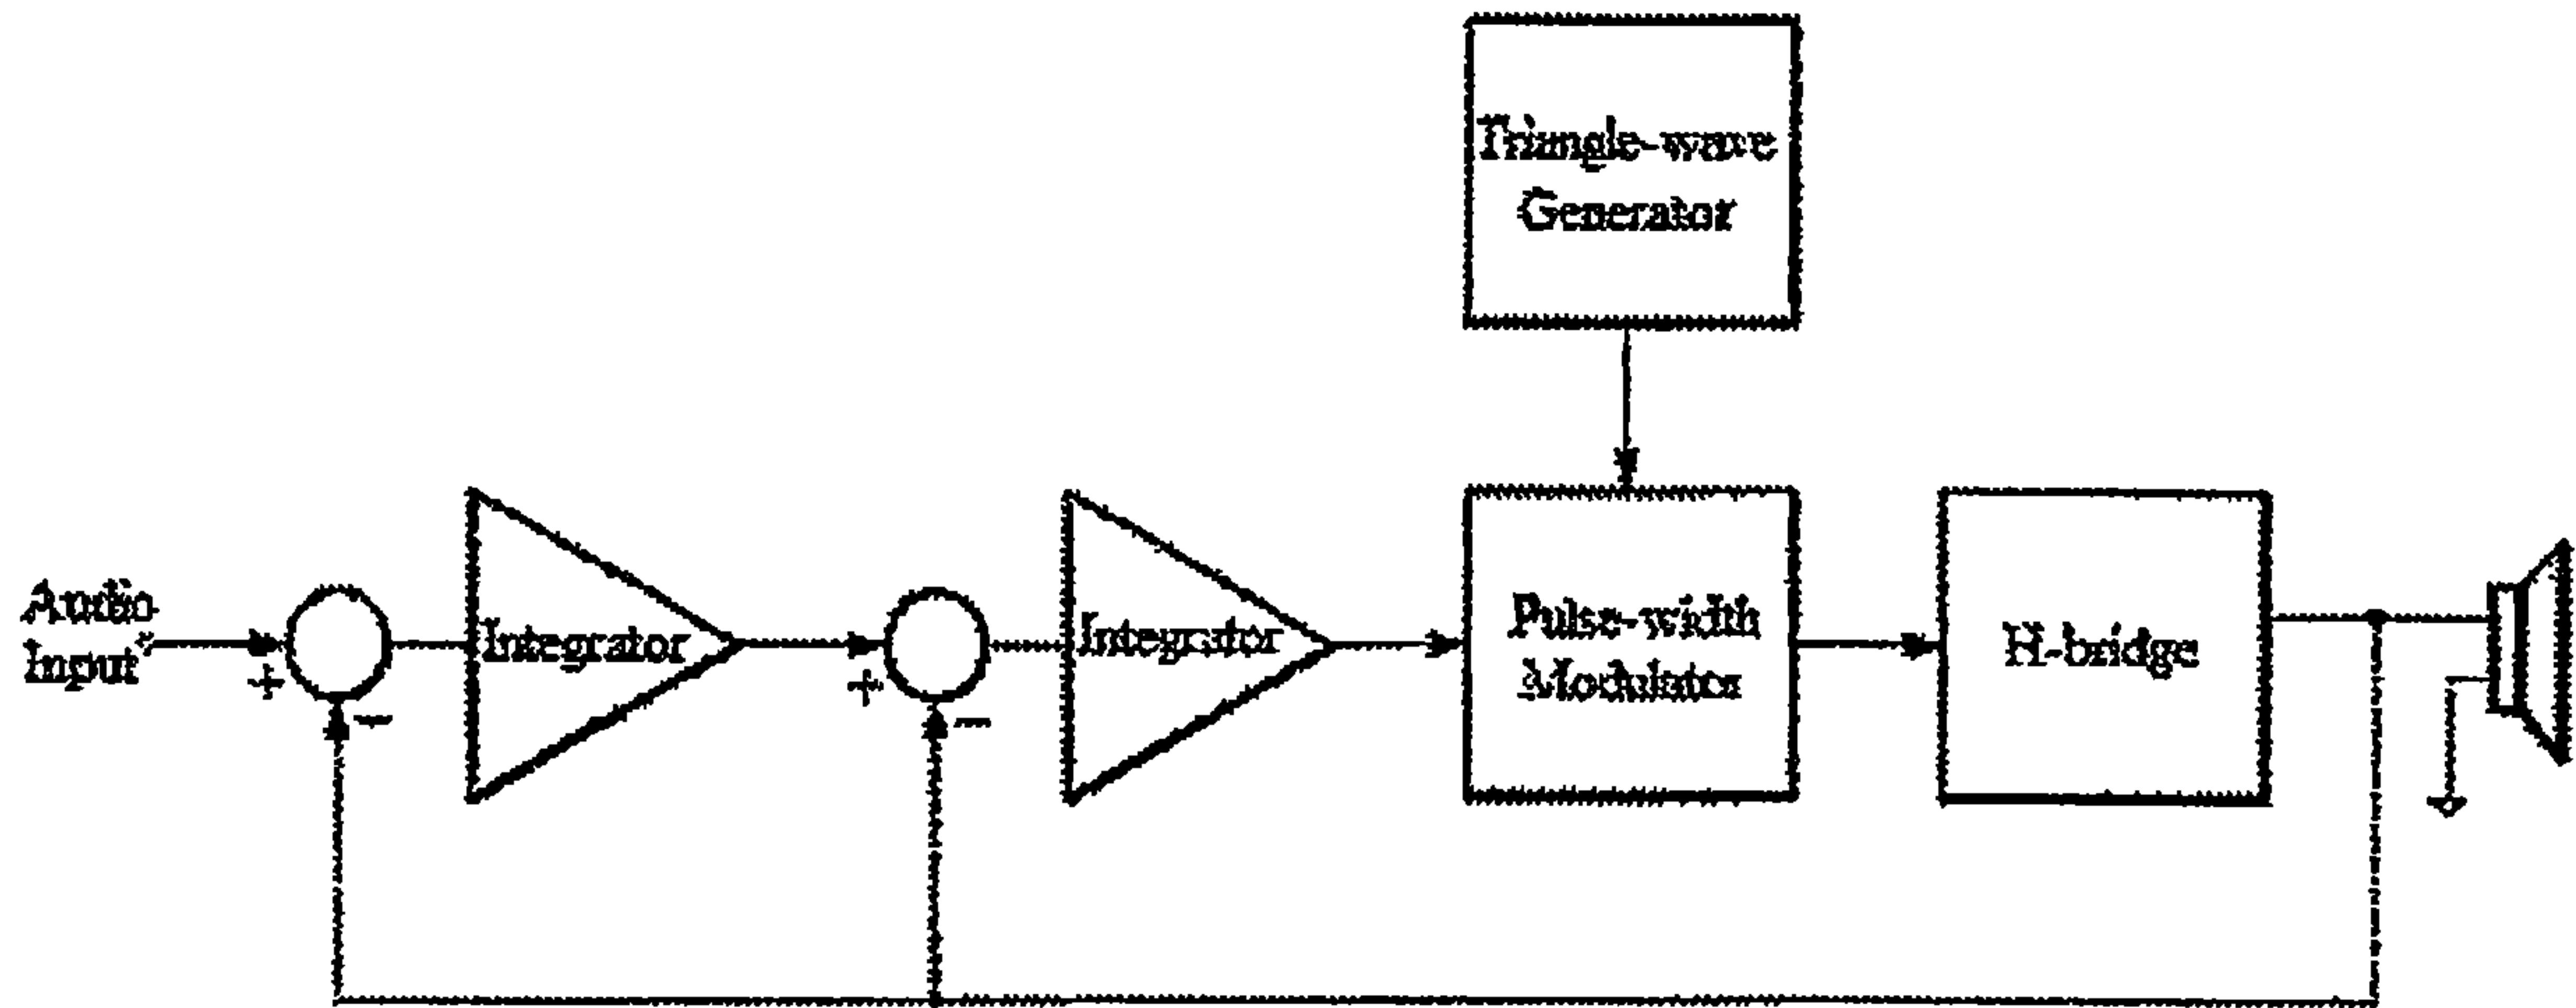 Triangle-wave
Generator
Audio
Input
+
−
Integrator
+
−
Integrator
Pulse-width
Modulator
H-bridge